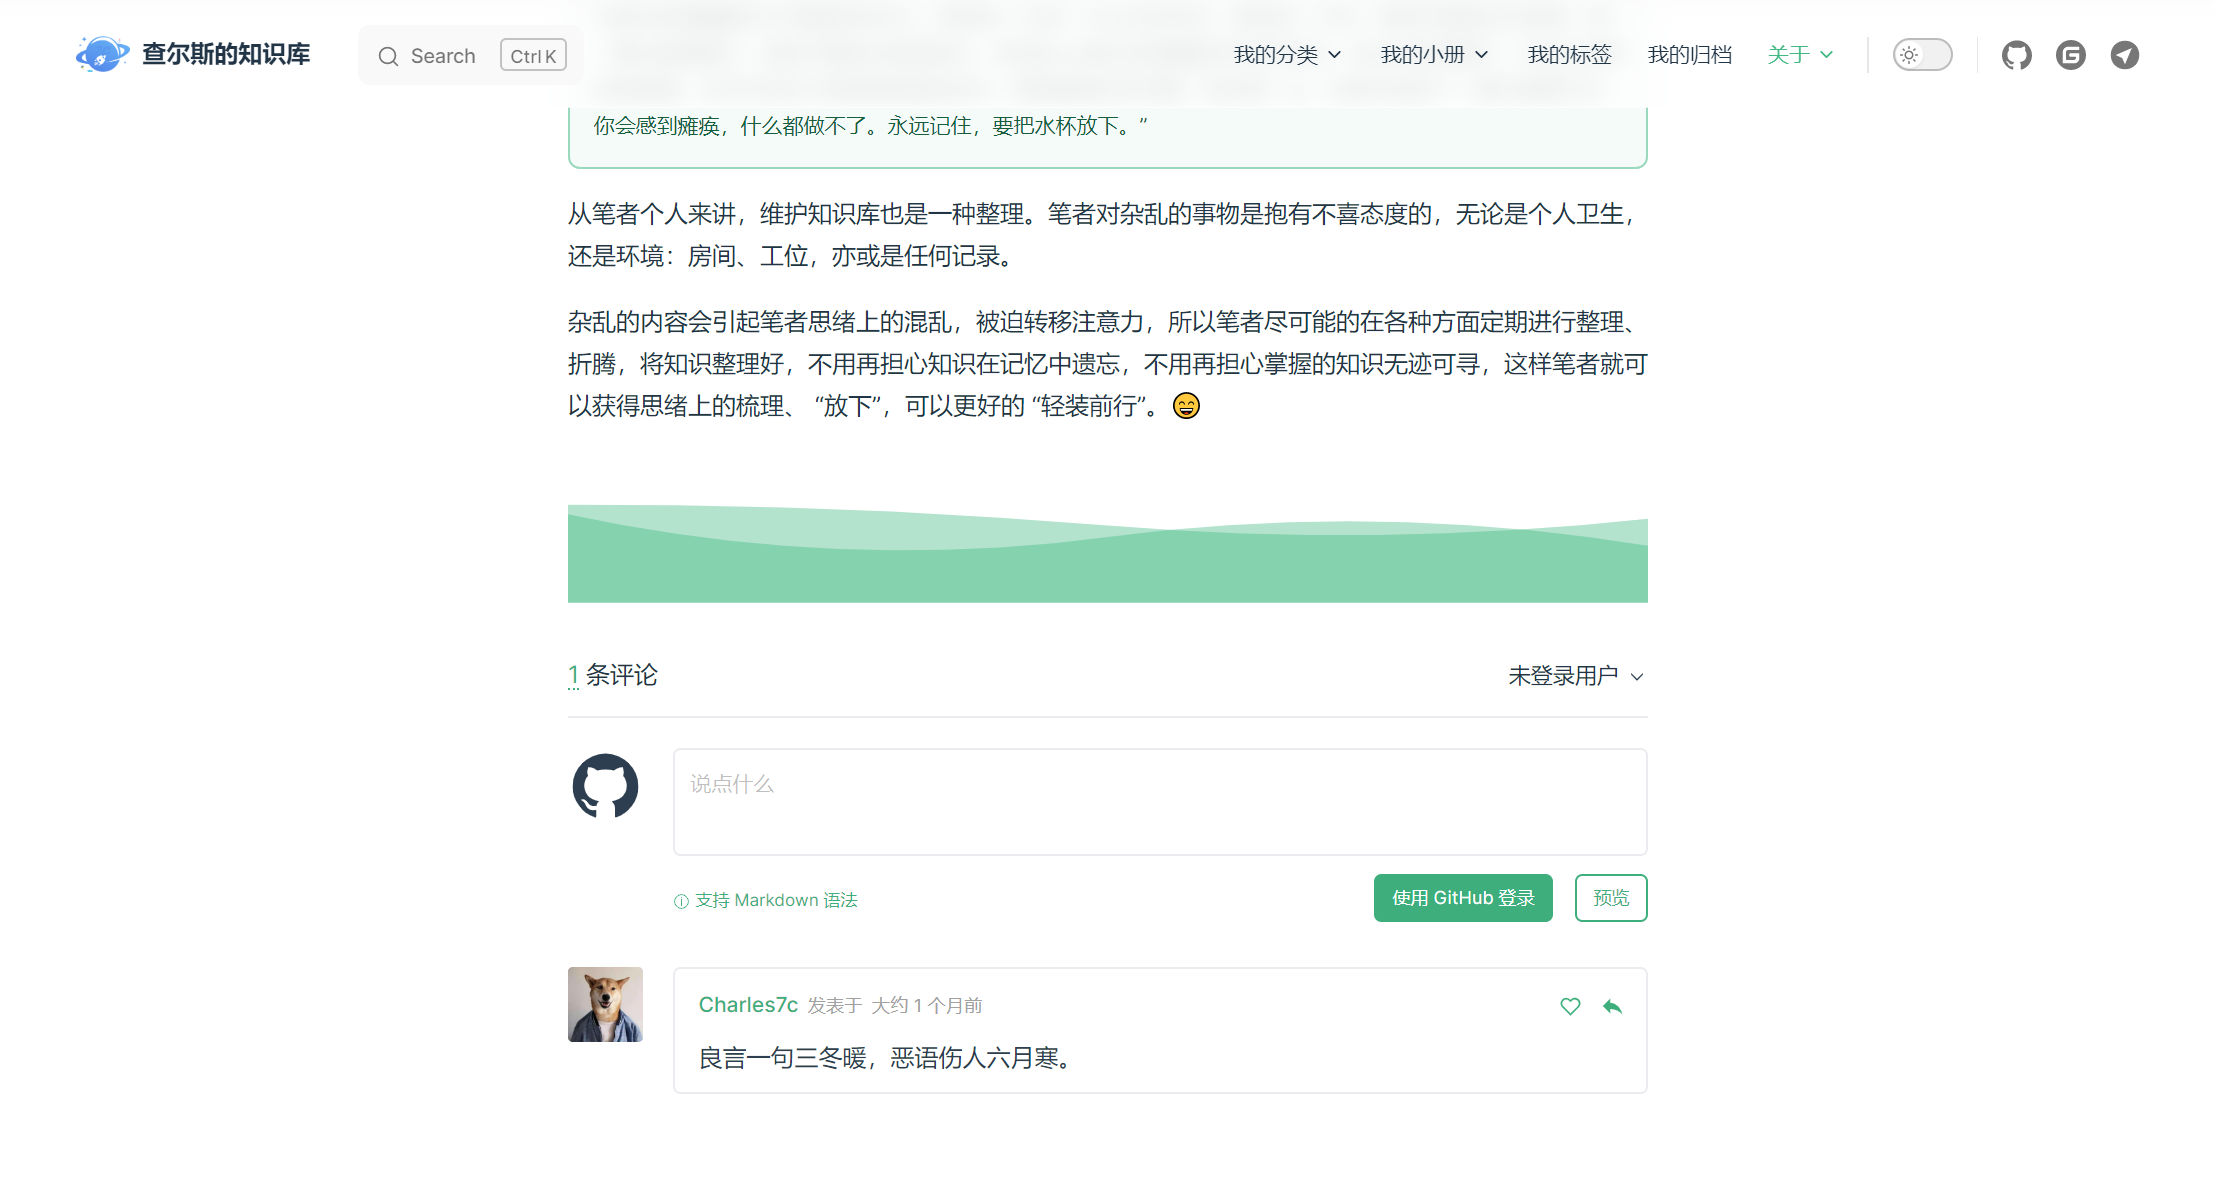 查尔斯的知识库
Search
Ctrl K
我的分类
我的小册
我的标签
我的归档
关于
你会感到瘫痪，什么都做不了。永远记住，要把水杯放下。”
从笔者个人来讲，维护知识库也是一种整理。笔者对杂乱的事物是抱有不喜态度的，无论是个人卫生，
还是环境：房间、工位，亦或是任何记录。
杂乱的内容会引起笔者思绪上的混乱，被迫转移注意力，所以笔者尽可能的在各种方面定期进行整理、
折腾，将知识整理好，不用再担心知识在记忆中遗忘，不用再担心掌握的知识无迹可寻，这样笔者就可
以获得思绪上的梳理、 “放下”，可以更好的 “轻装前行”。😄
1 条评论
未登录用户
说点什么
支持 Markdown 语法
使用 GitHub 登录
预览
Charles7c 发表于 大约 1 个月前
良言一句三冬暖，恶语伤人六月寒。